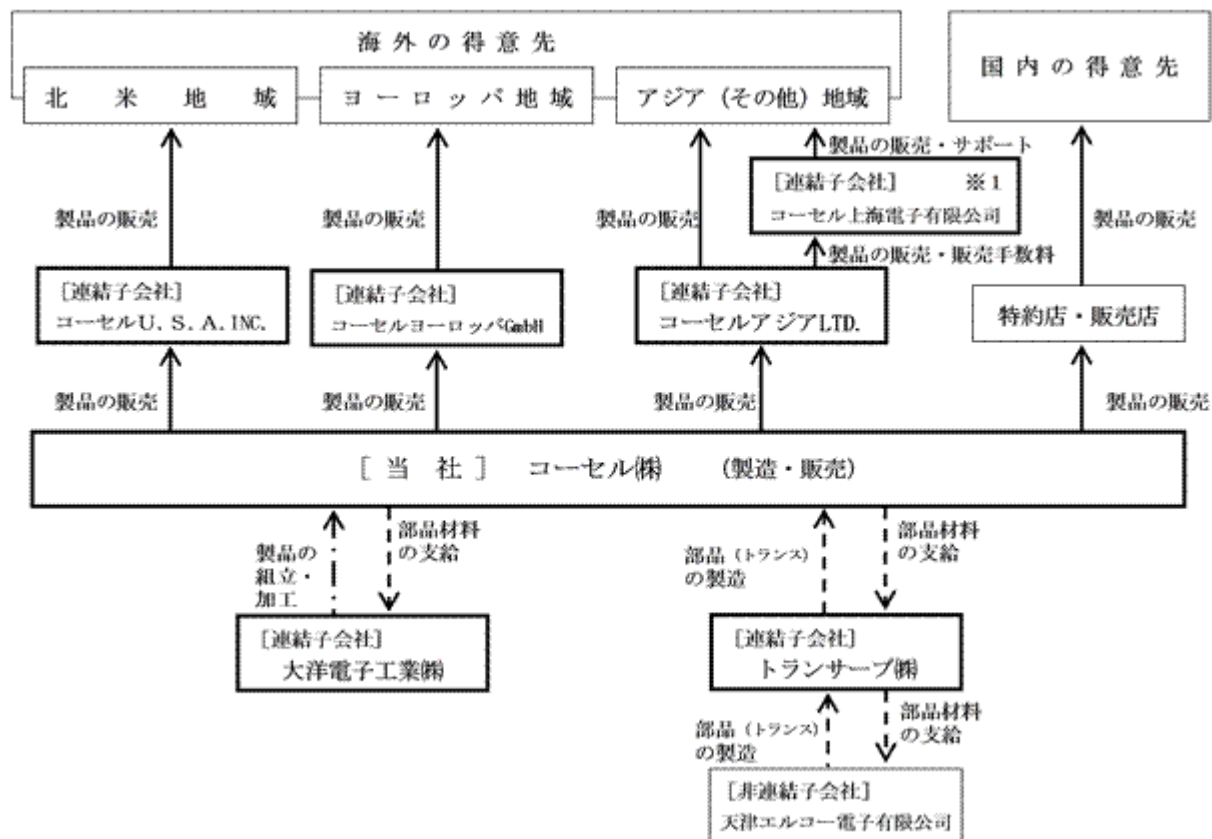 海外の得意先
国内の得意先
北米地域
ヨーロッパ地域
アジア（その他）地域
製品の販売・サポート
［連結子会社］ ※1
コーセル上海電子有限公司
製品の販売
製品の販売
製品の販売
製品の販売
製品の販売・販売手数料
［連結子会社］
コーセルU.S.A.INC.
［連結子会社］
コーセルヨーロッパGmbH
［連結子会社］
コーセルアジアLTD.
特約店・販売店
製品の販売
製品の販売
製品の販売
製品の販売
［当社］ コーセル㈱ （製造・販売）
製品の
組立・
加工
部品材料
の支給
部品（トランス）
の製造
部品材料
の支給
［連結子会社］
大洋電子工業㈱
［連結子会社］
トランサーブ㈱
部品（トランス）
の製造
部品材料
の支給
［非連結子会社］
天津エルコー電子有限公司